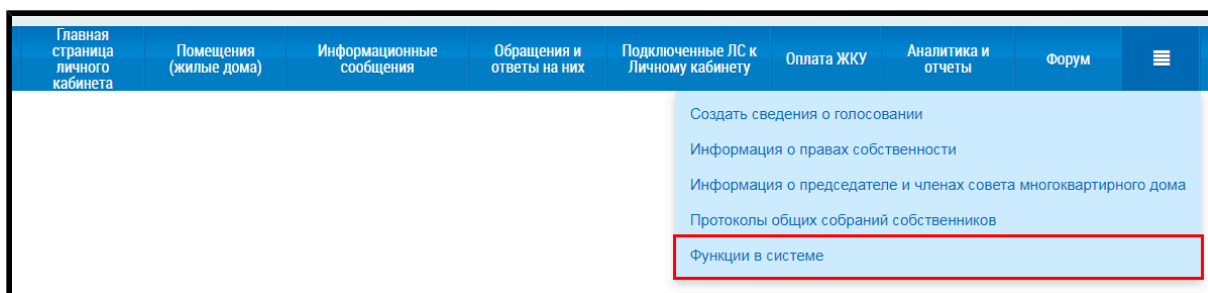 Главная
страница
личного
кабинета
Помещения
(жилые дома)
Информационные
сообщения
Обращения и
ответы на них
Подключенные ЛС к
Личному кабинету
Оплата ЖКУ
Аналитика и
отчеты
Форум
Создать сведения о голосовании
Информация о правах собственности
Информация о председателе и членах совета многоквартирного дома
Протоколы общих собраний собственников
Функции в системе